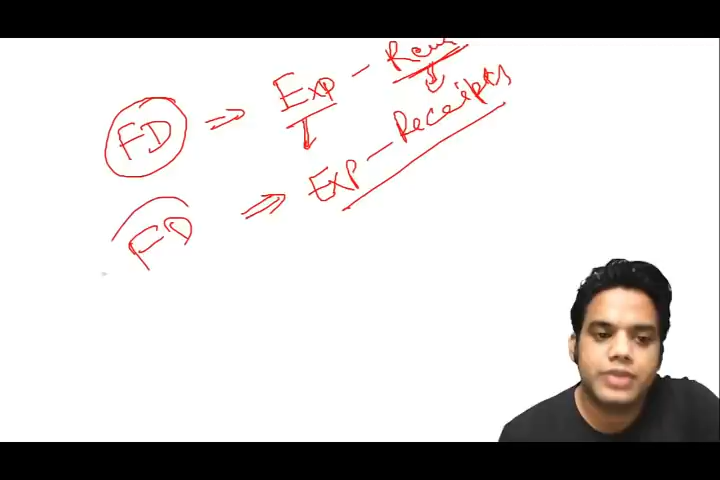 FD ⇒ Exp - 
FD ⇒ Exp - Receipts